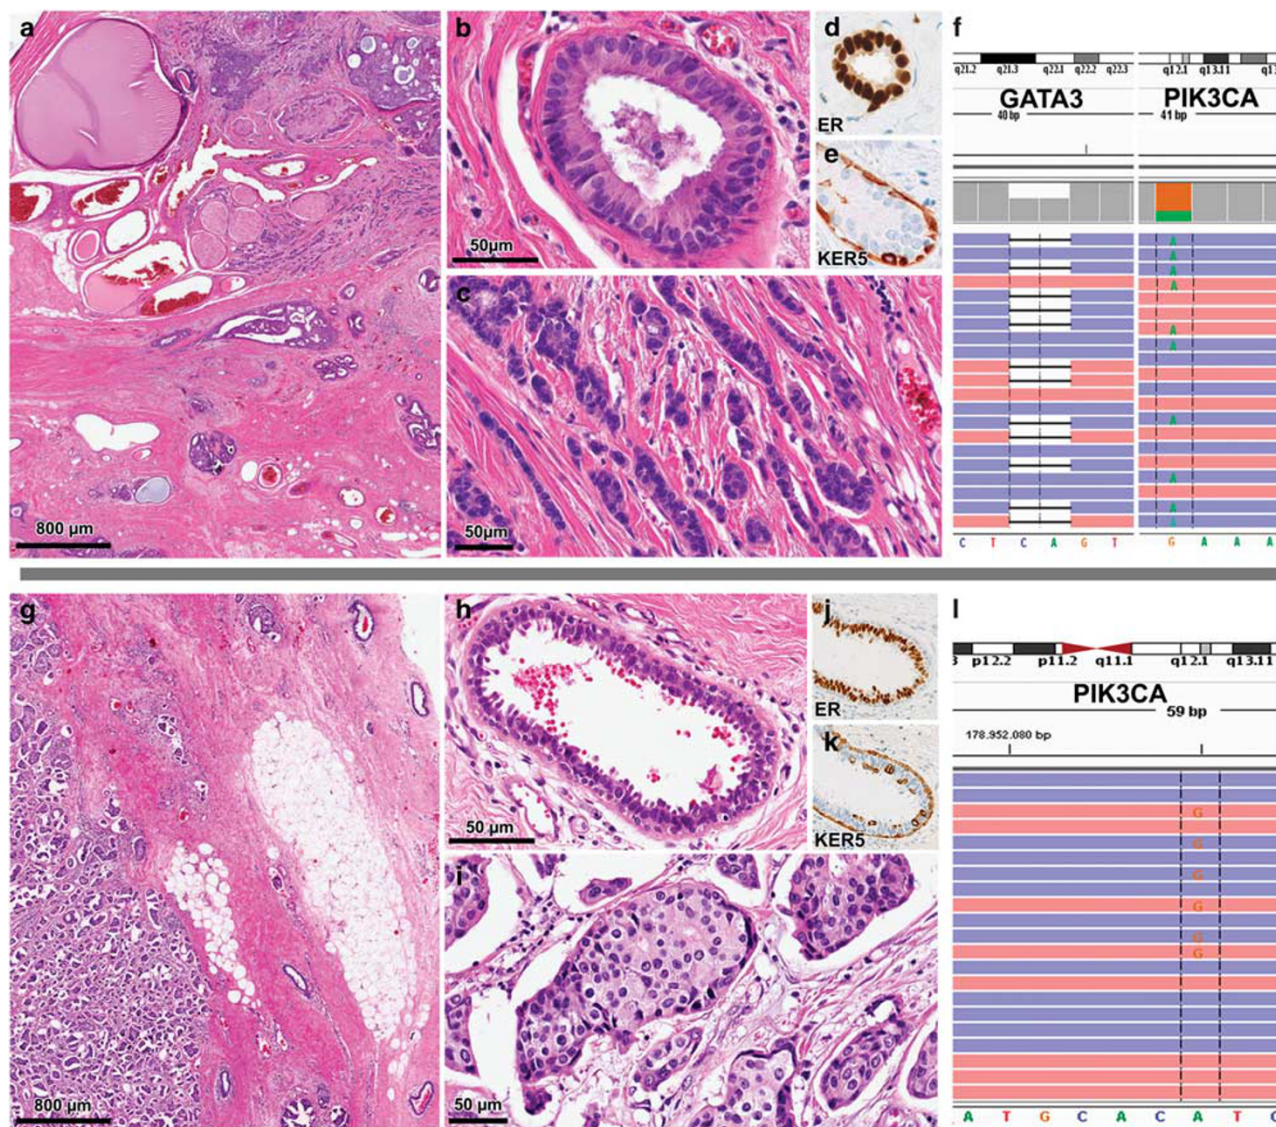 a
800 µm
b
50µm
c
50µm
d
ER
e
KER5
f
q21.2 q21.3 q22.1 q22.2 q22.3
GATA3
40 bp
C T C A G T
q12.1 q13.11
PIK3CA
41 bp
A
A
A
A
A
A
A
A
A
A
G A A A
g
800 µm
h
50 µm
i
50 µm
j
ER
k
KER5
l
p12.2 p11.2 q11.1 q12.1 q13.11
PIK3CA
59 bp
178.952.080 bp
G
G
G
G
G
G
A T G C A C A T